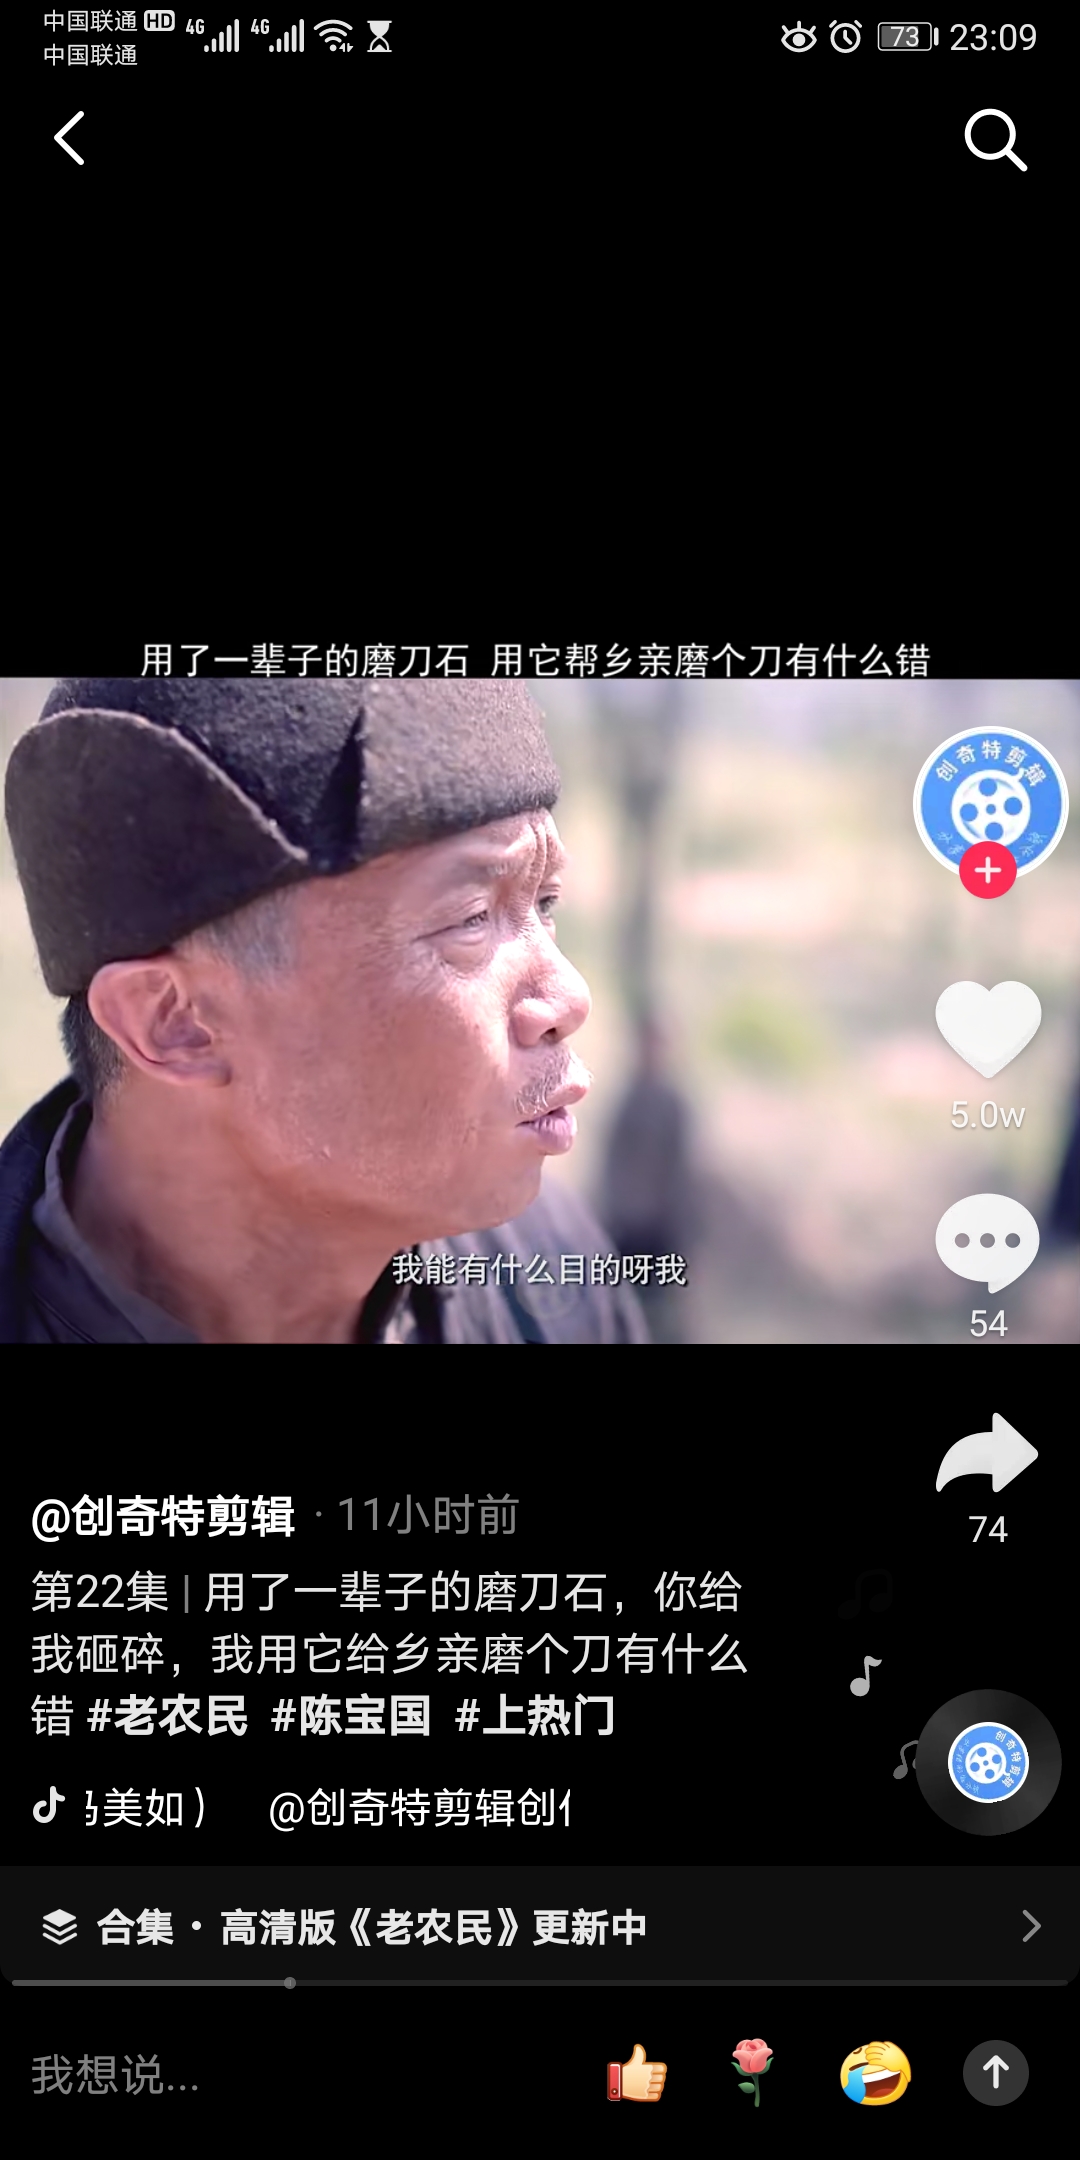 中国联通 HD 4G 4G 73 23:09
中国联通
用了一辈子的磨刀石 用它帮乡亲磨个刀有什么错
创奇特剪辑
5.0w
我能有什么目的呀我
54
74
@创奇特剪辑 · 11小时前
第22集 | 用了一辈子的磨刀石，你给
我砸碎，我用它给乡亲磨个刀有什么
错 #老农民 #陈宝国 #上热门
创奇特剪辑
美如） @创奇特剪辑创
合集 · 高清版《老农民》更新中
我想说...